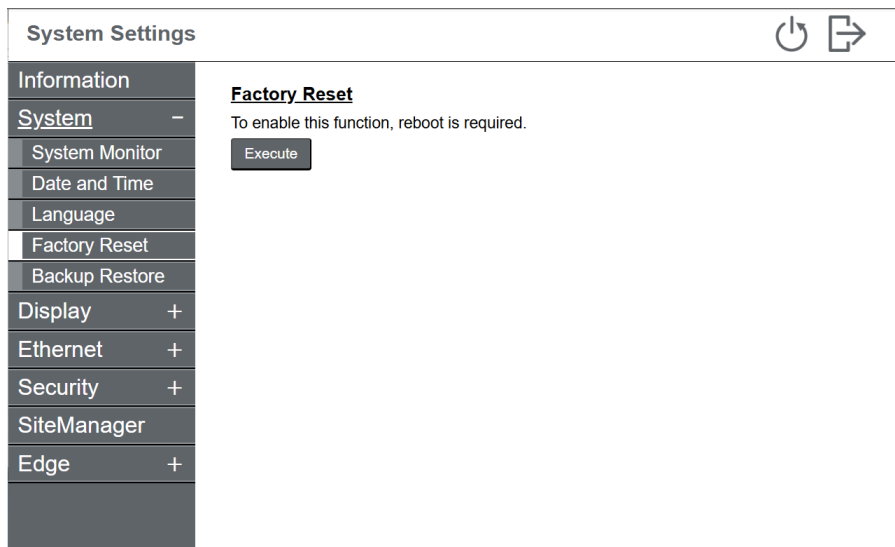 System Settings
Information
System −
System Monitor
Date and Time
Language
Factory Reset
Backup Restore
Display +
Ethernet +
Security +
SiteManager
Edge +
Factory Reset
To enable this function, reboot is required.
Execute